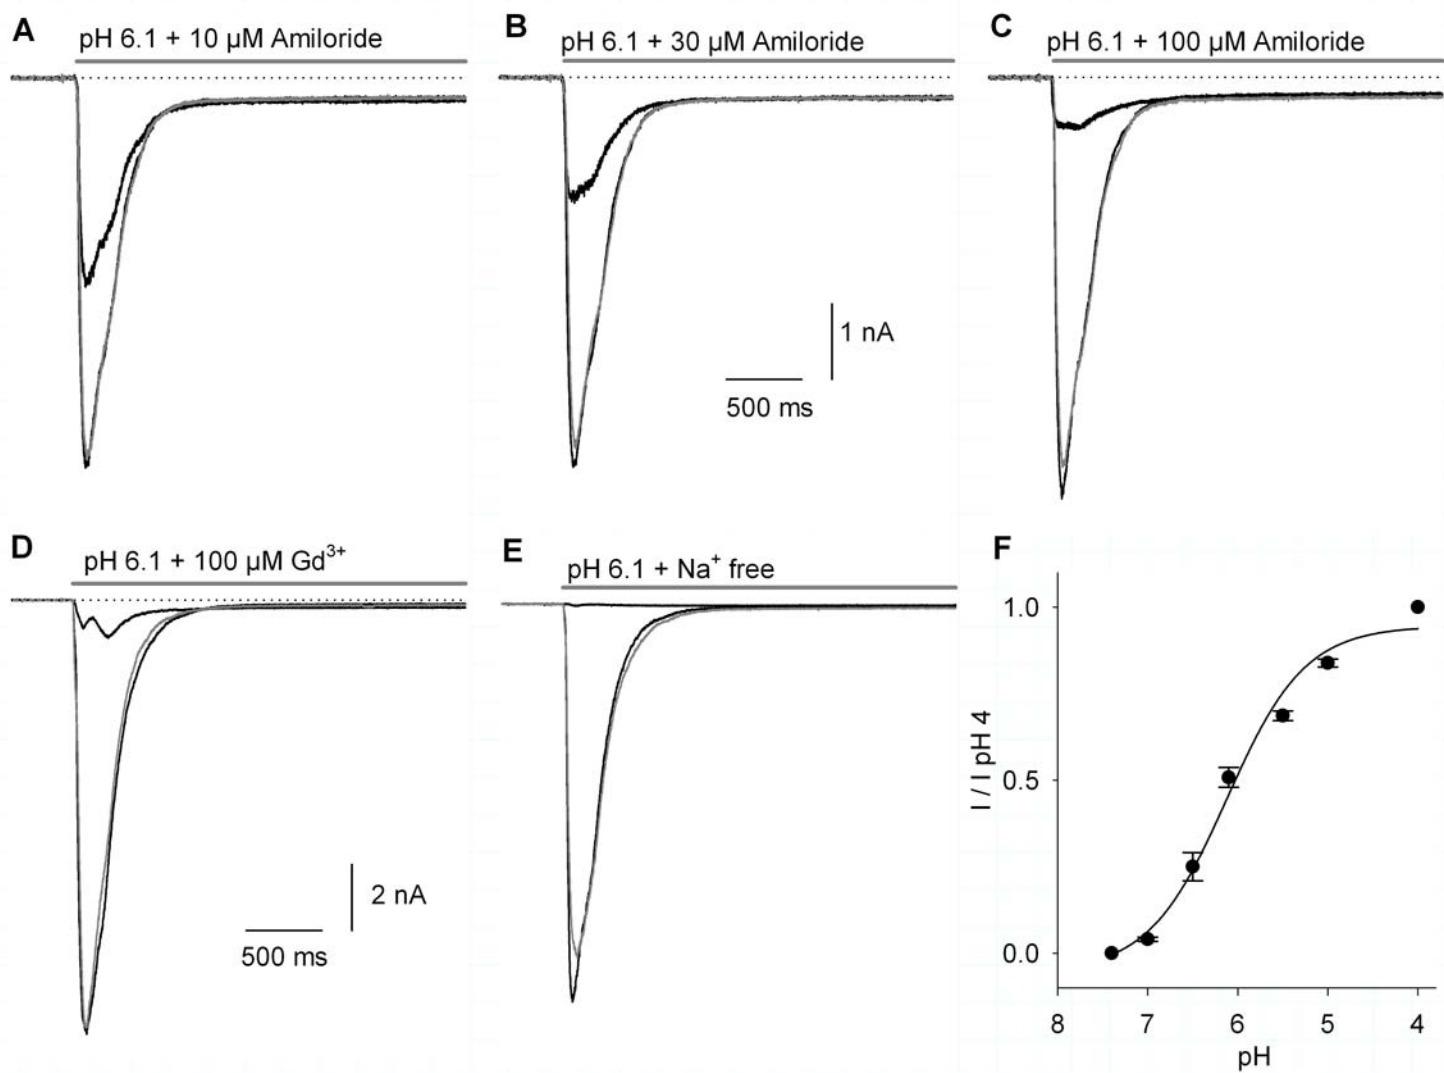 A
pH 6.1 + 10 µM Amiloride
B
pH 6.1 + 30 µM Amiloride
C
pH 6.1 + 100 µM Amiloride
1 nA
500 ms
D
pH 6.1 + 100 µM Gd³⁺
E
pH 6.1 + Na⁺ free
F
2 nA
500 ms
I / I pH 4
1.0
0.5
0.0
8 7 6 5 4
pH